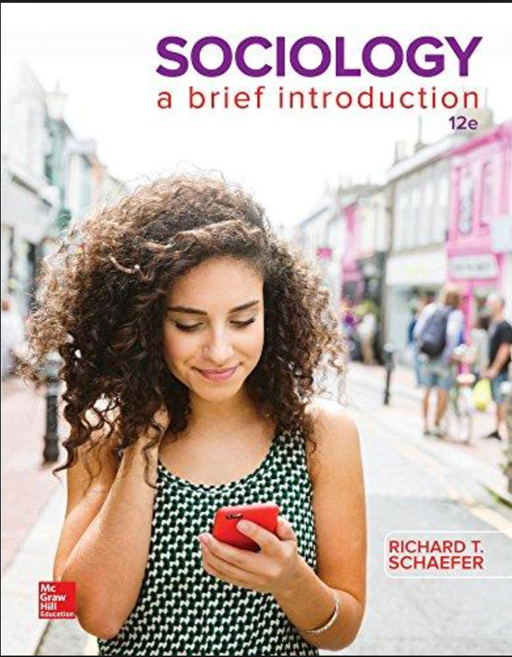 SOCIOLOGY
a brief introduction
12e
RICHARD T.
SCHAEFER
Mc
Graw
Hill
Education